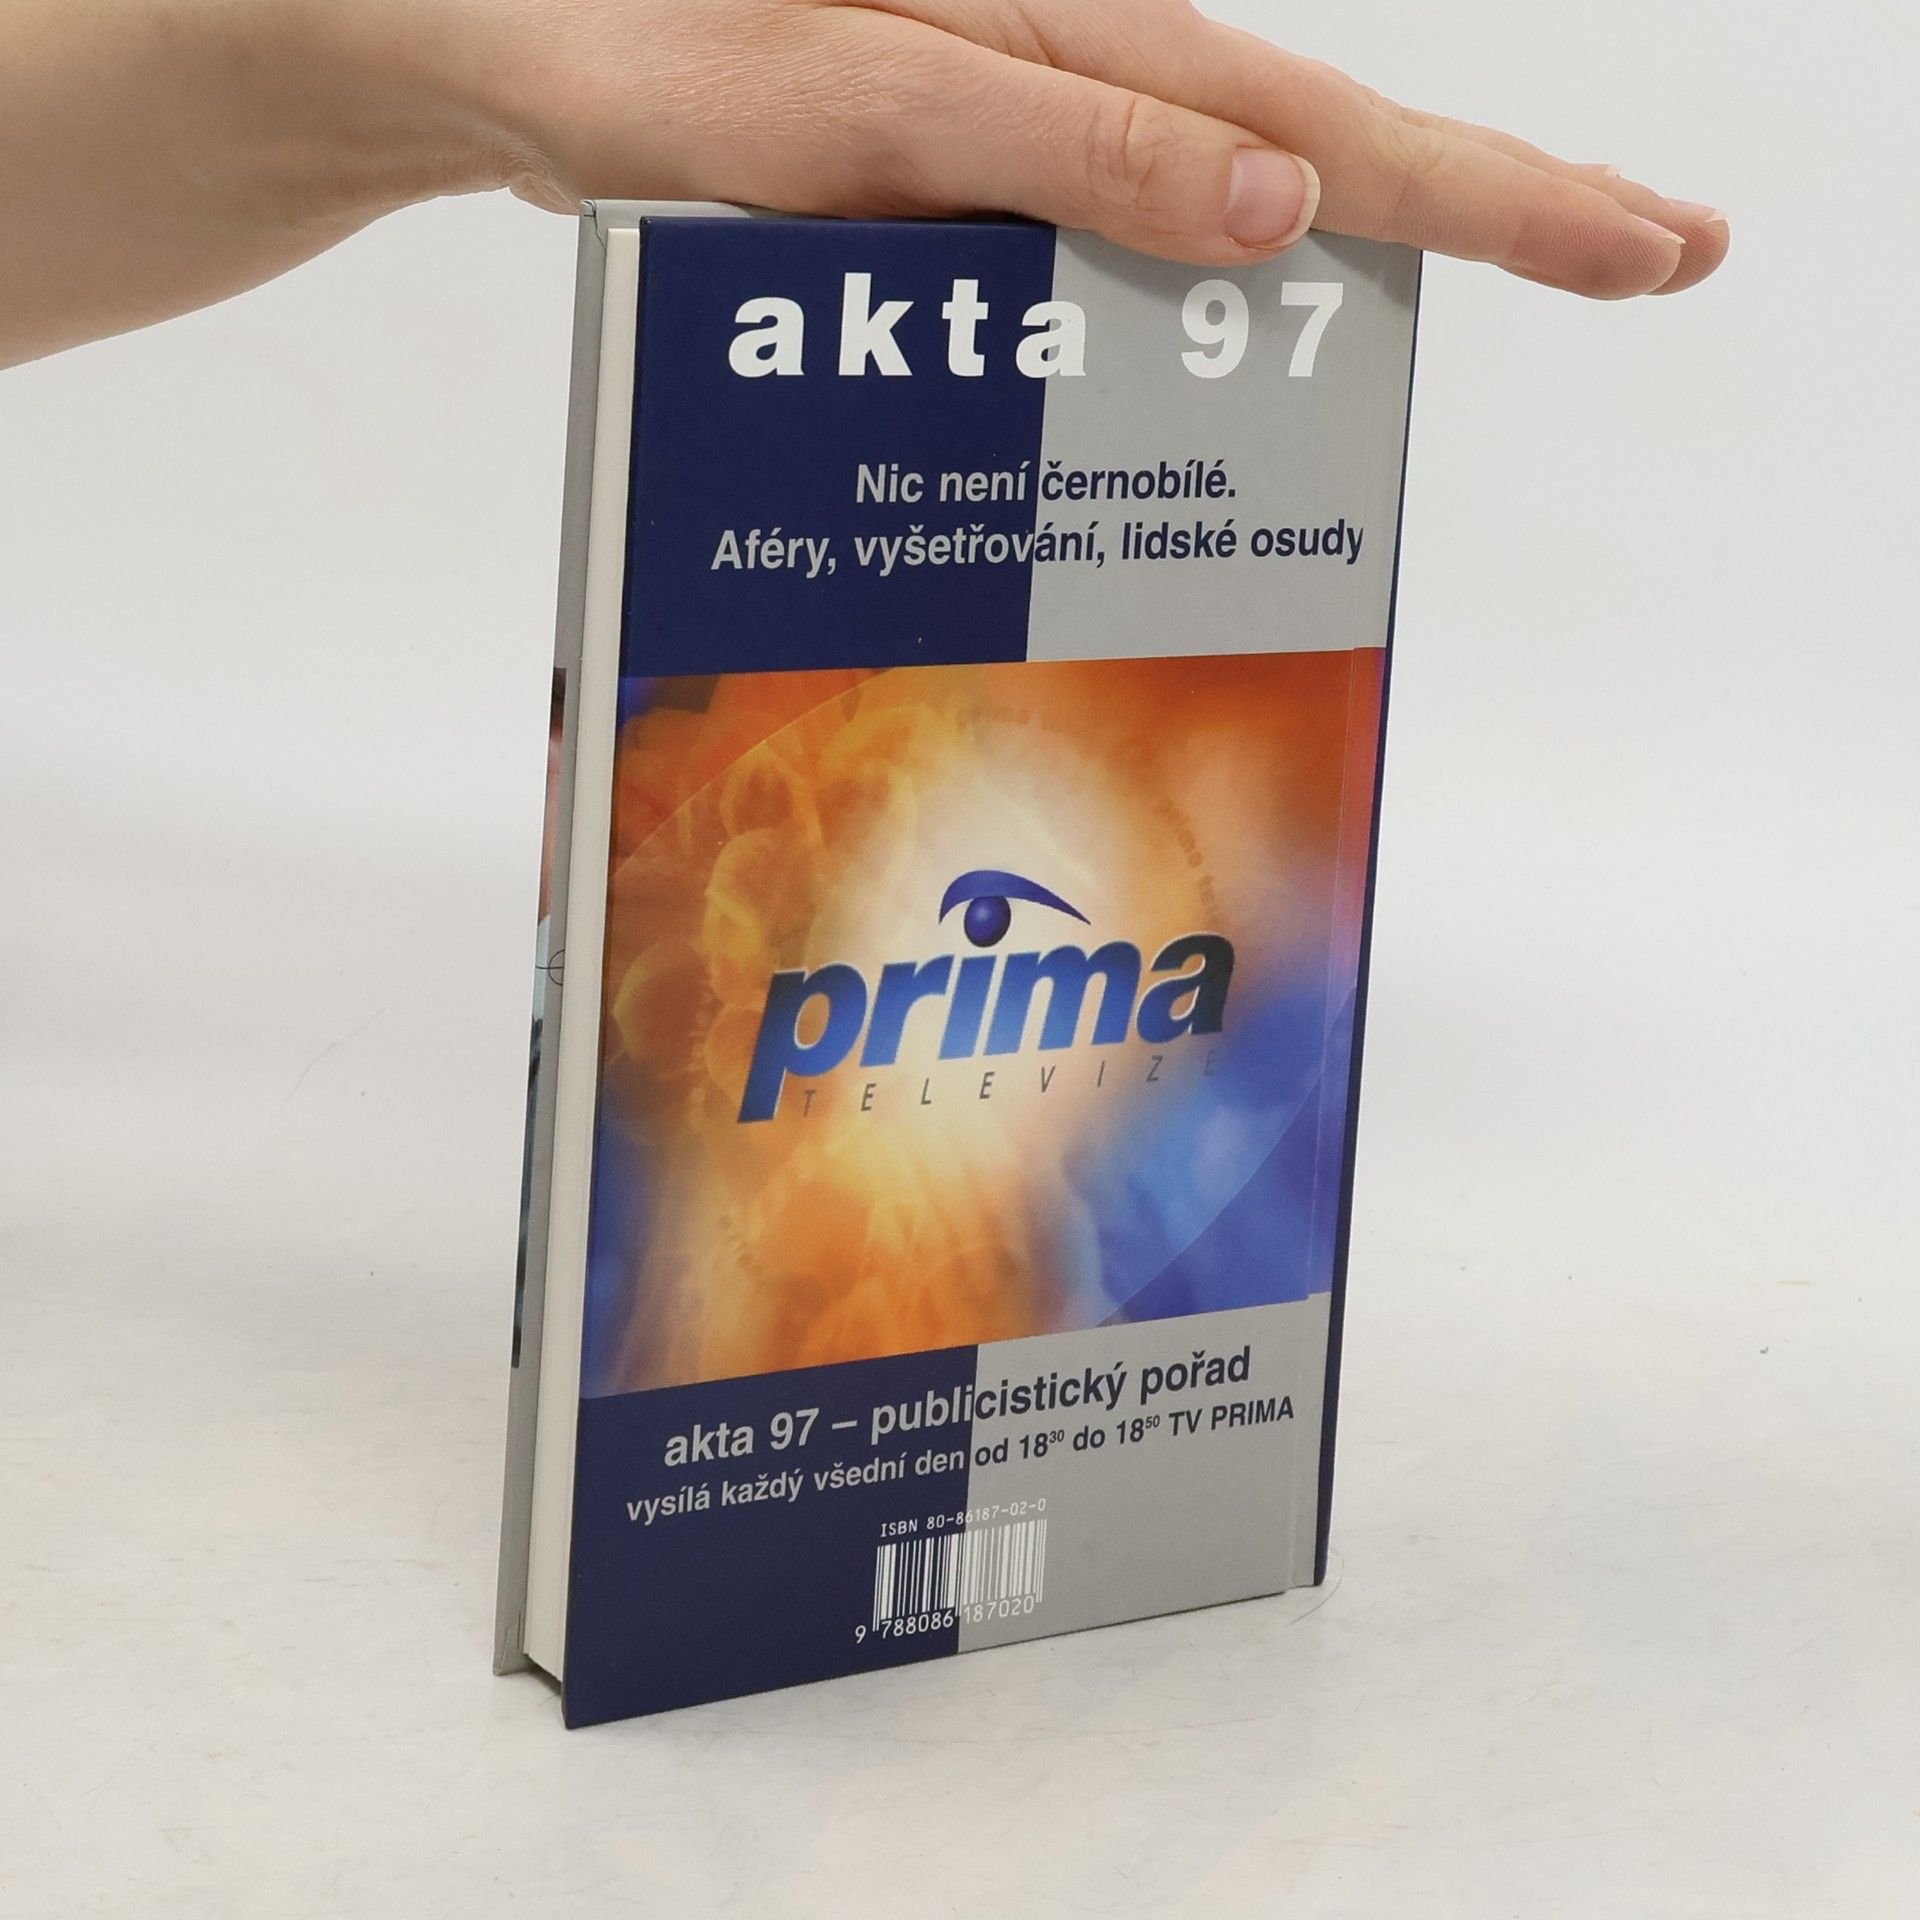 akta 97
Nic není černobílé.
Aféry, vyšetřování, lidské osudy
prima
TELEVIZE
akta 97 – publicistický pořad
vysílá každý všední den od 18³⁰ do 18⁵⁰ TV PRIMA
ISBN 80-86187-02-0
9 788086 187020